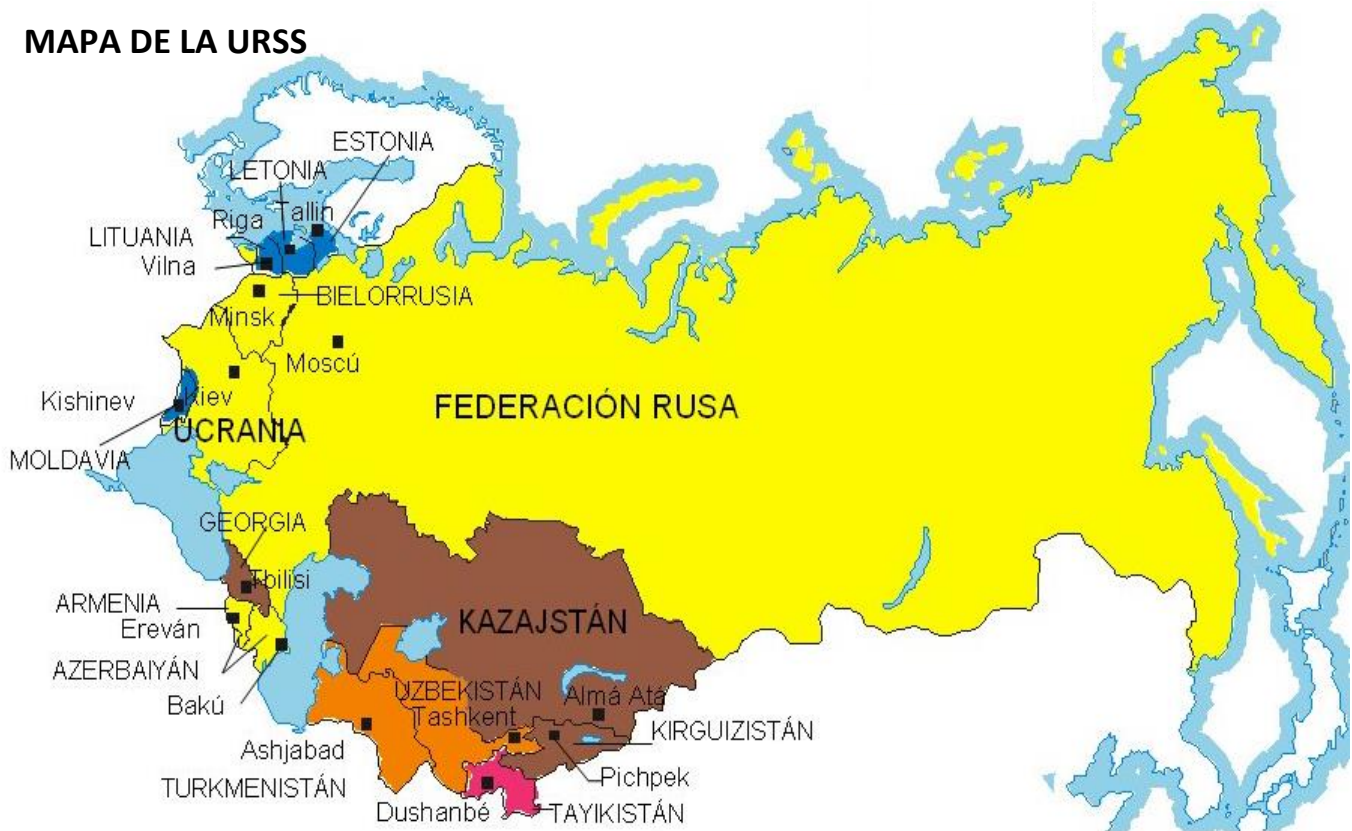 MAPA DE LA URSS
ESTONIA
LETONIA
Riga
Tallin
LITUANIA
Vilna
BIELORRUSIA
Minsk
Moscú
Kishinev
Kiev
FEDERACIÓN RUSA
UCRANIA
MOLDAVIA
GEORGIA
Tbilisi
ARMENIA
Ereván
KAZAJSTÁN
AZERBAIYÁN
Bakú
UZBEKISTÁN
Almá Atá
Tashkent
KIRGUIZISTÁN
Ashjabad
Pichpek
TURKMENISTÁN
Dushanbé
TAYIKISTÁN